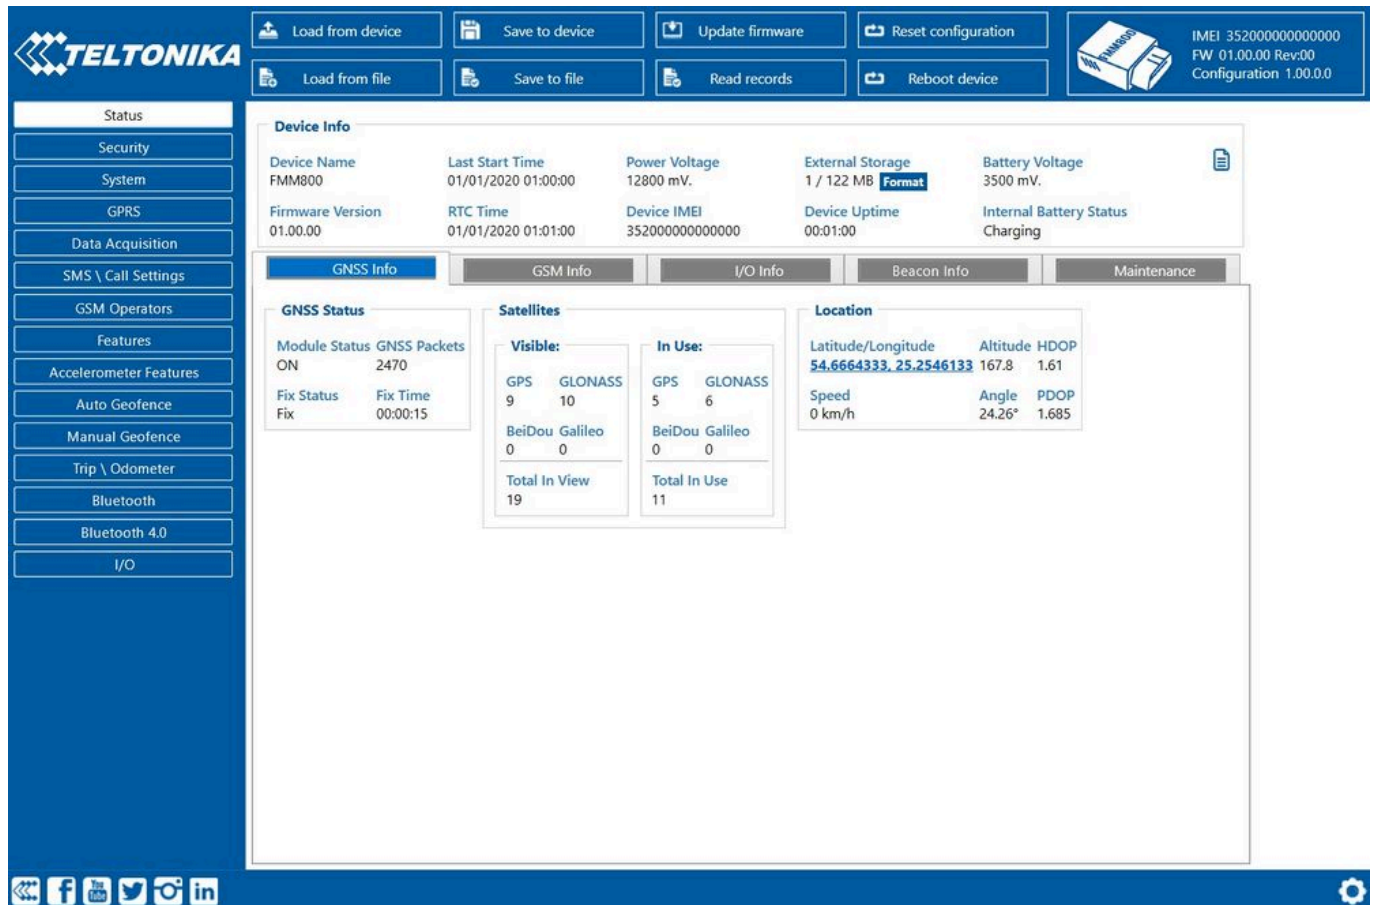 TELTONIKA
Load from device
Save to device
Update firmware
Reset configuration
Load from file
Save to file
Read records
Reboot device
FMM800
IMEI 352000000000000
FW 01.00.00 Rev:00
Configuration 1.00.0.0
Status
Security
System
GPRS
Data Acquisition
SMS \ Call Settings
GSM Operators
Features
Accelerometer Features
Auto Geofence
Manual Geofence
Trip \ Odometer
Bluetooth
Bluetooth 4.0
I/O
Device Info
Device Name Last Start Time Power Voltage External Storage Battery Voltage
FMM800 01/01/2020 01:00:00 12800 mV. 1 / 122 MB Format 3500 mV.
Firmware Version RTC Time Device IMEI Device Uptime Internal Battery Status
01.00.00 01/01/2020 01:01:00 352000000000000 00:01:00 Charging
GNSS Info GSM Info I/O Info Beacon Info Maintenance
GNSS Status
Module Status GNSS Packets
ON 2470
Fix Status Fix Time
Fix 00:00:15
Satellites
Visible:
GPS GLONASS
9 10
BeiDou Galileo
0 0
Total In View
19
In Use:
GPS GLONASS
5 6
BeiDou Galileo
0 0
Total In Use
11
Location
Latitude/Longitude Altitude HDOP
54.6664333, 25.2546133 167.8 1.61
Speed Angle PDOP
0 km/h 24.26° 1.685
You
Tube